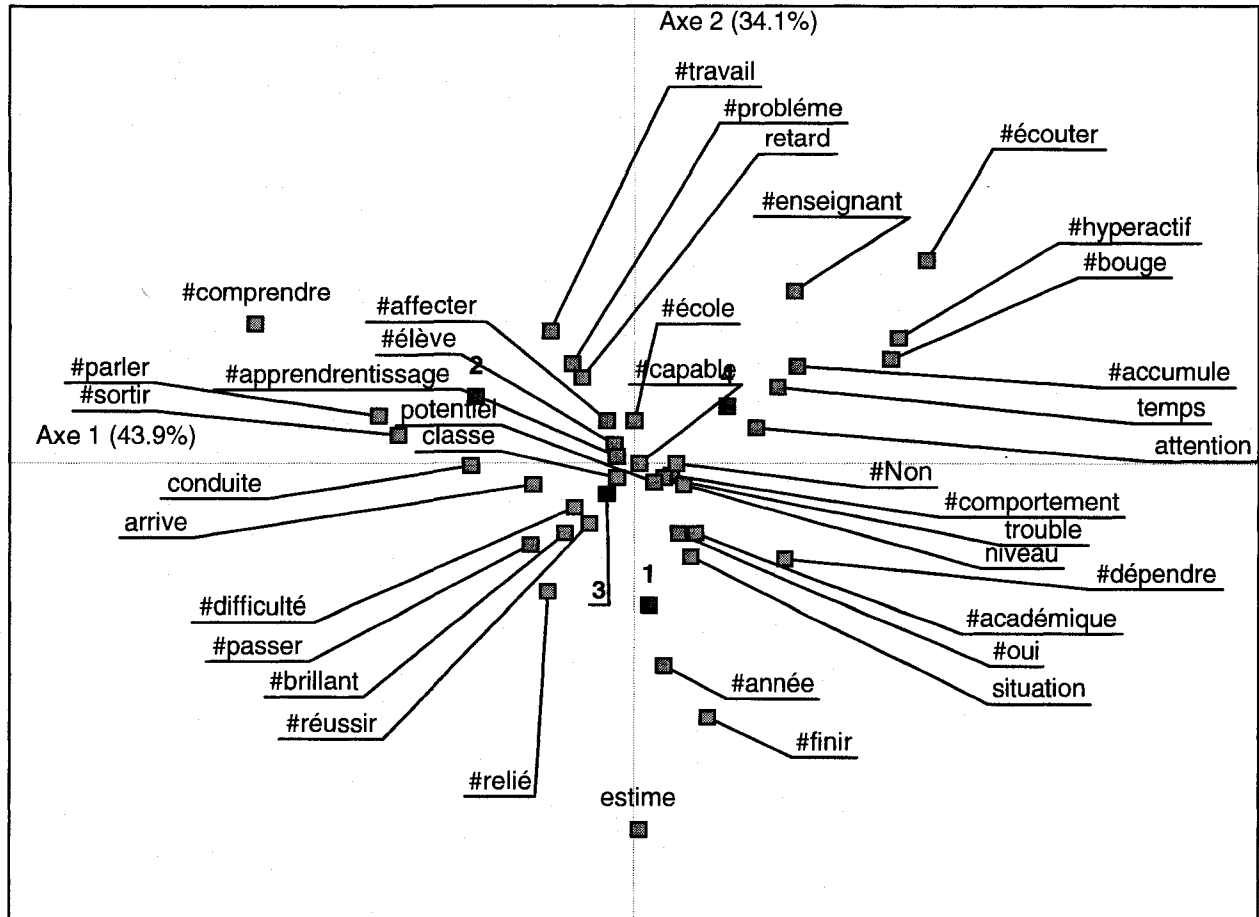 Axe 2 (34.1%)
#travail
#probléme
retard
#écouter
#enseignant
#hyperactif
#bouge
#comprendre
#affecter
#école
#élève
2
#capable
4
#parler
#apprendrentissage
#accumule
#sortir
potentiel
temps
Axe 1 (43.9%)
classe
attention
conduite
#Non
#comportement
arrive
trouble
niveau
#dépendre
1
3
#difficulté
#académique
#passer
#oui
#brillant
#année
situation
#réussir
#finir
#relié
estime